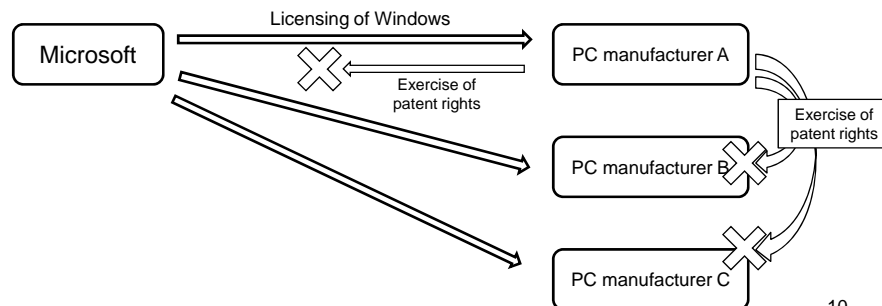 Licensing of Windows
Microsoft
PC manufacturer A
Exercise of
patent rights
Exercise of
patent rights
PC manufacturer B
PC manufacturer C
10